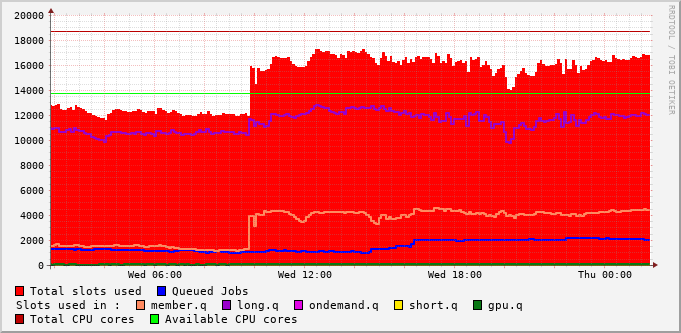 20000
18000
16000
14000
12000
10000
8000
6000
4000
2000
0
Wed 06:00 Wed 12:00 Wed 18:00 Thu 00:00
RRDTOOL / TOBI OETIKER
Total slots used Queued Jobs
Slots used in : member.q long.q ondemand.q short.q gpu.q
Total CPU cores Available CPU cores